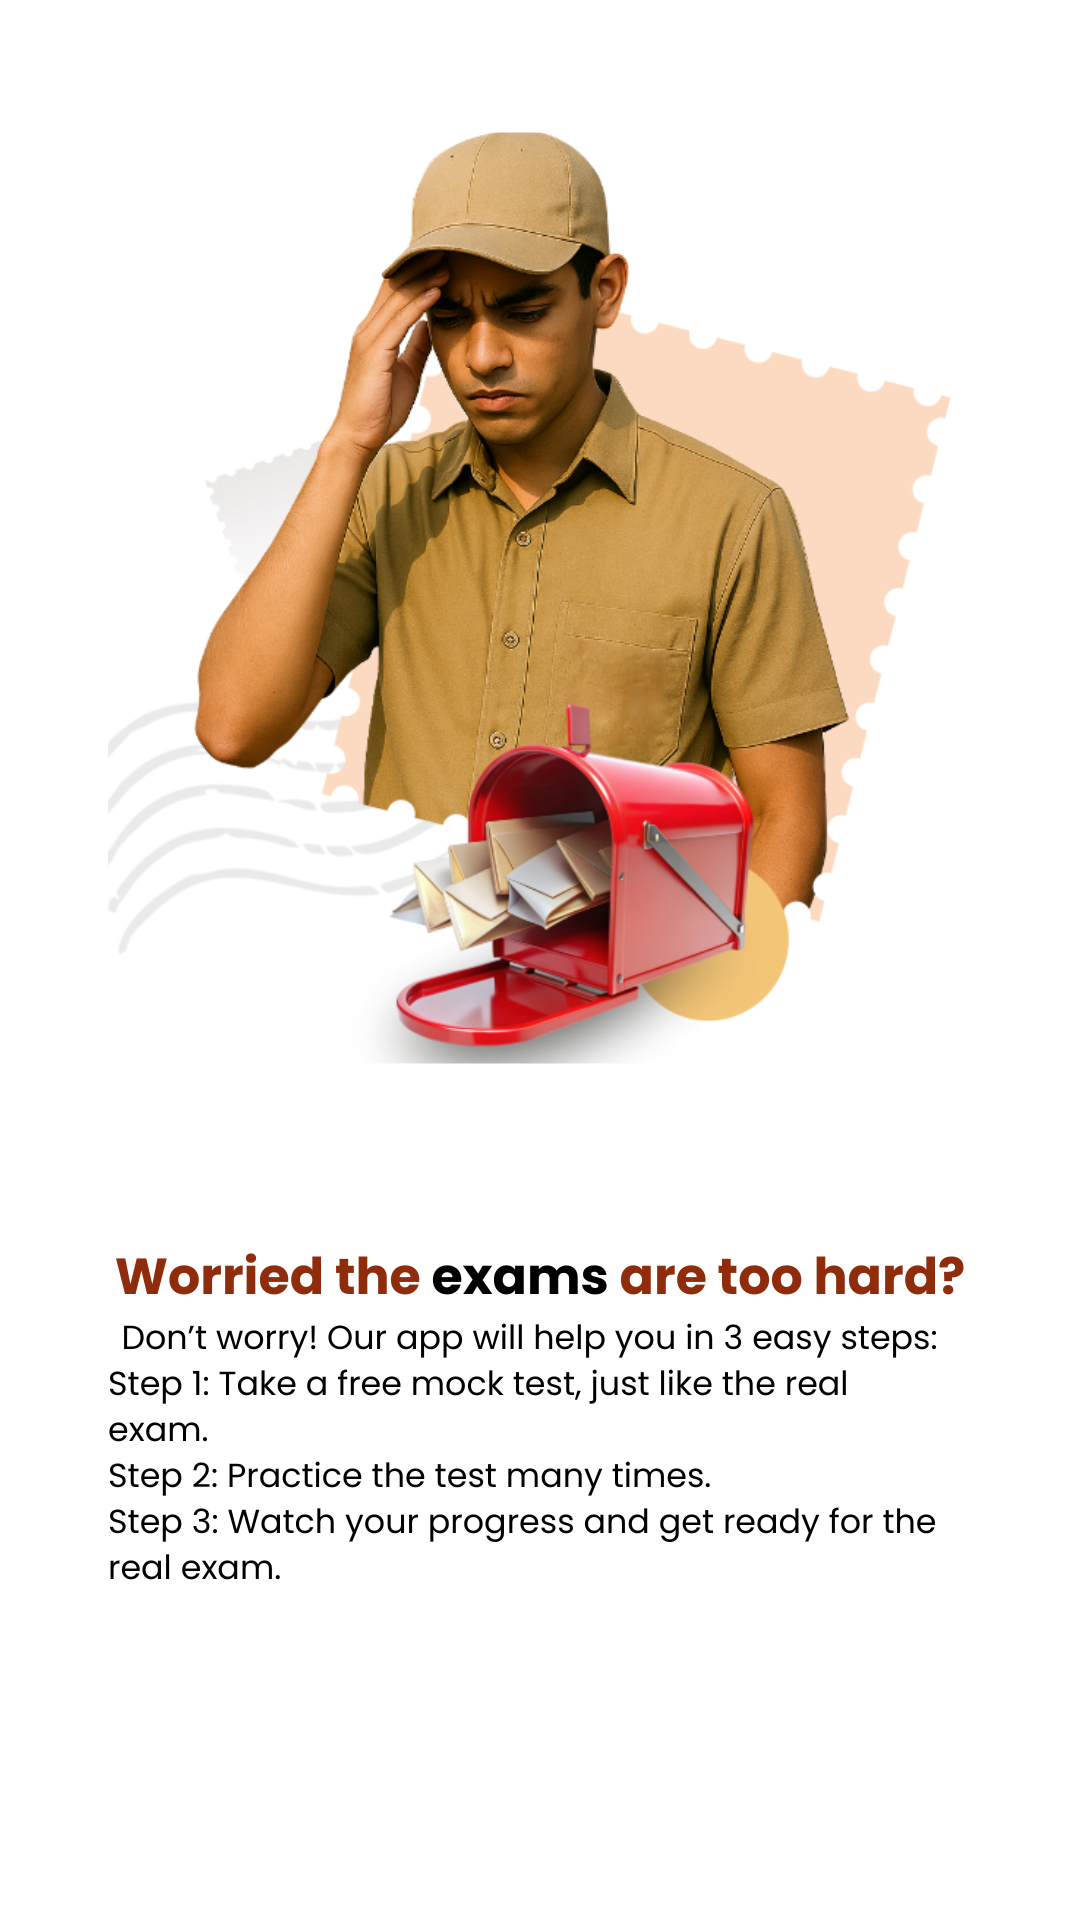 Worried the exams are too hard?
Don’t worry! Our app will help you in 3 easy steps:
Step 1: Take a free mock test, just like the real
exam.
Step 2: Practice the test many times.
Step 3: Watch your progress and get ready for the
real exam.